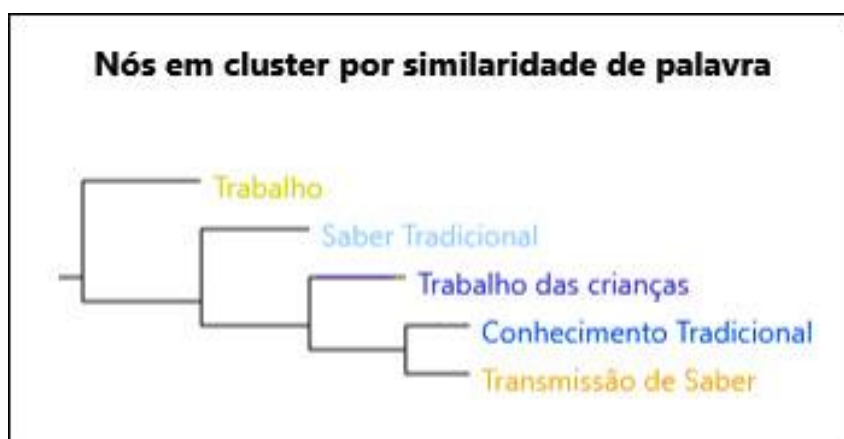 Nós em cluster por similaridade de palavra
Trabalho
Saber Tradicional
Trabalho das crianças
Conhecimento Tradicional
Transmissão de Saber